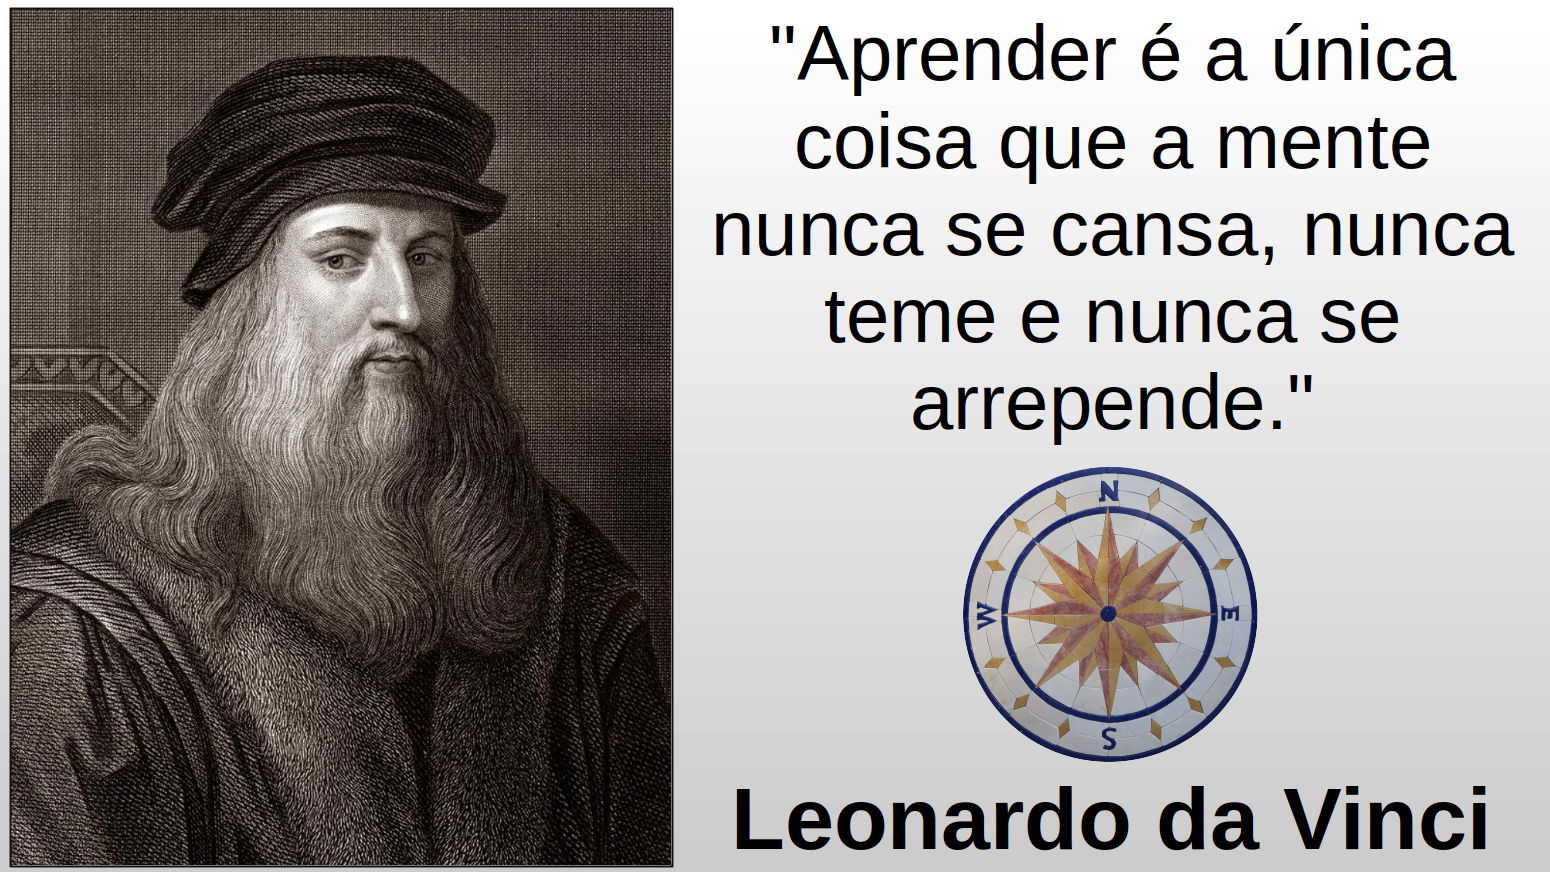 "Aprender é a única
coisa que a mente
nunca se cansa, nunca
teme e nunca se
arrepende."
N
W E
S
Leonardo da Vinci